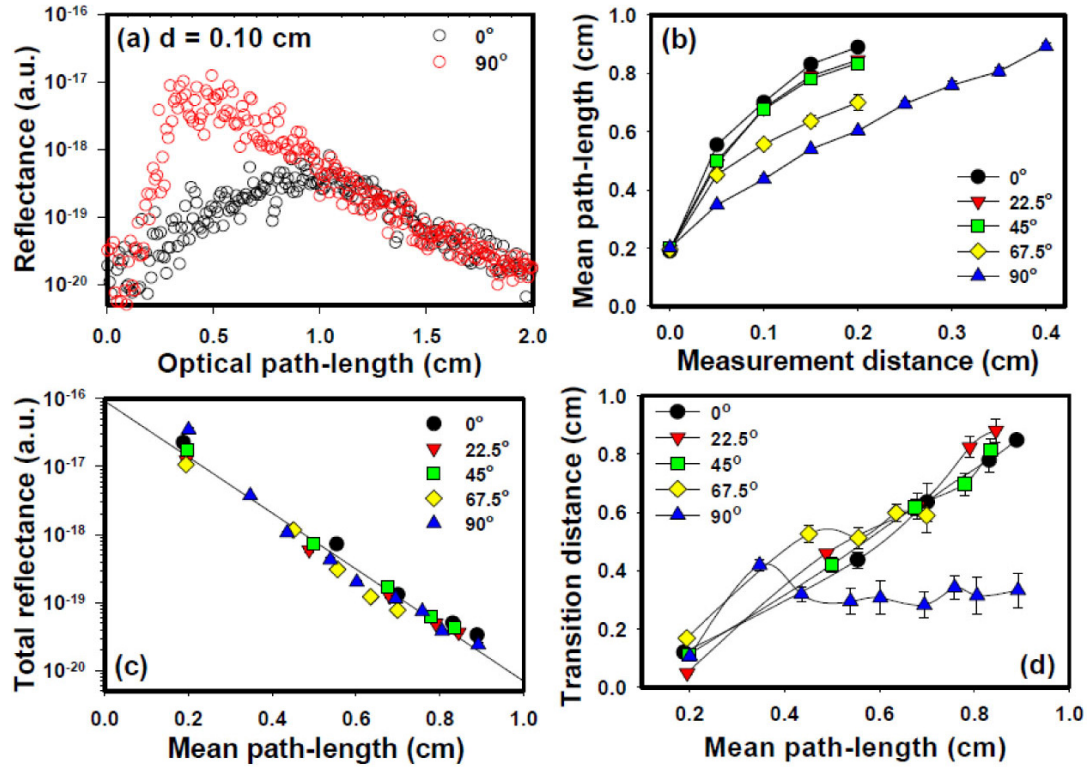 (a) d = 0.10 cm
0°
90°
Reflectance (a.u.)
10⁻¹⁶
10⁻¹⁷
10⁻¹⁸
10⁻¹⁹
10⁻²⁰
0.0 0.5 1.0 1.5 2.0
Optical path-length (cm)
(b)
Mean path-length (cm)
1.0
0.8
0.6
0.4
0.2
0.0
0°
22.5°
45°
67.5°
90°
0.0 0.1 0.2 0.3 0.4
Measurement distance (cm)
Total reflectance (a.u.)
10⁻¹⁶
10⁻¹⁷
10⁻¹⁸
10⁻¹⁹
10⁻²⁰
0°
22.5°
45°
67.5°
90°
(c)
0.0 0.2 0.4 0.6 0.8 1.0
Mean path-length (cm)
Transition distance (cm)
1.0
0.8
0.6
0.4
0.2
0.0
0°
22.5°
45°
67.5°
90°
(d)
0.2 0.4 0.6 0.8 1.0
Mean path-length (cm)